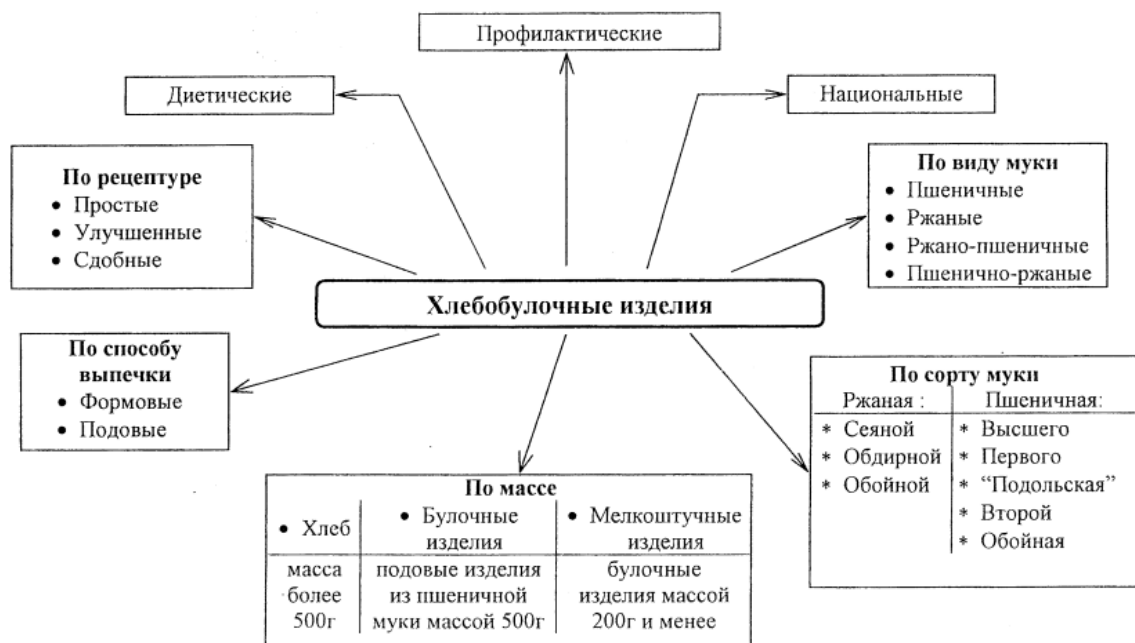 Профилактические
Диетические
Национальные
По рецептуре
• Простые
• Улучшенные
• Сдобные
По виду муки
• Пшеничные
• Ржаные
• Ржано-пшеничные
• Пшенично-ржаные
Хлебобулочные изделия
По способу
выпечки
• Формовые
• Подовые
По сорту муки
Ржаная :
* Сеяной
* Обдирной
* Обойной
Пшеничная:
* Высшего
* Первого
* “Подольская”
* Второй
* Обойная
По массе
• Хлеб
масса
более
500г
• Булочные
изделия
подовые изделия
из пшеничной
муки массой 500г
• Мелкоштучные
изделия
булочные
изделия массой
200г и менее